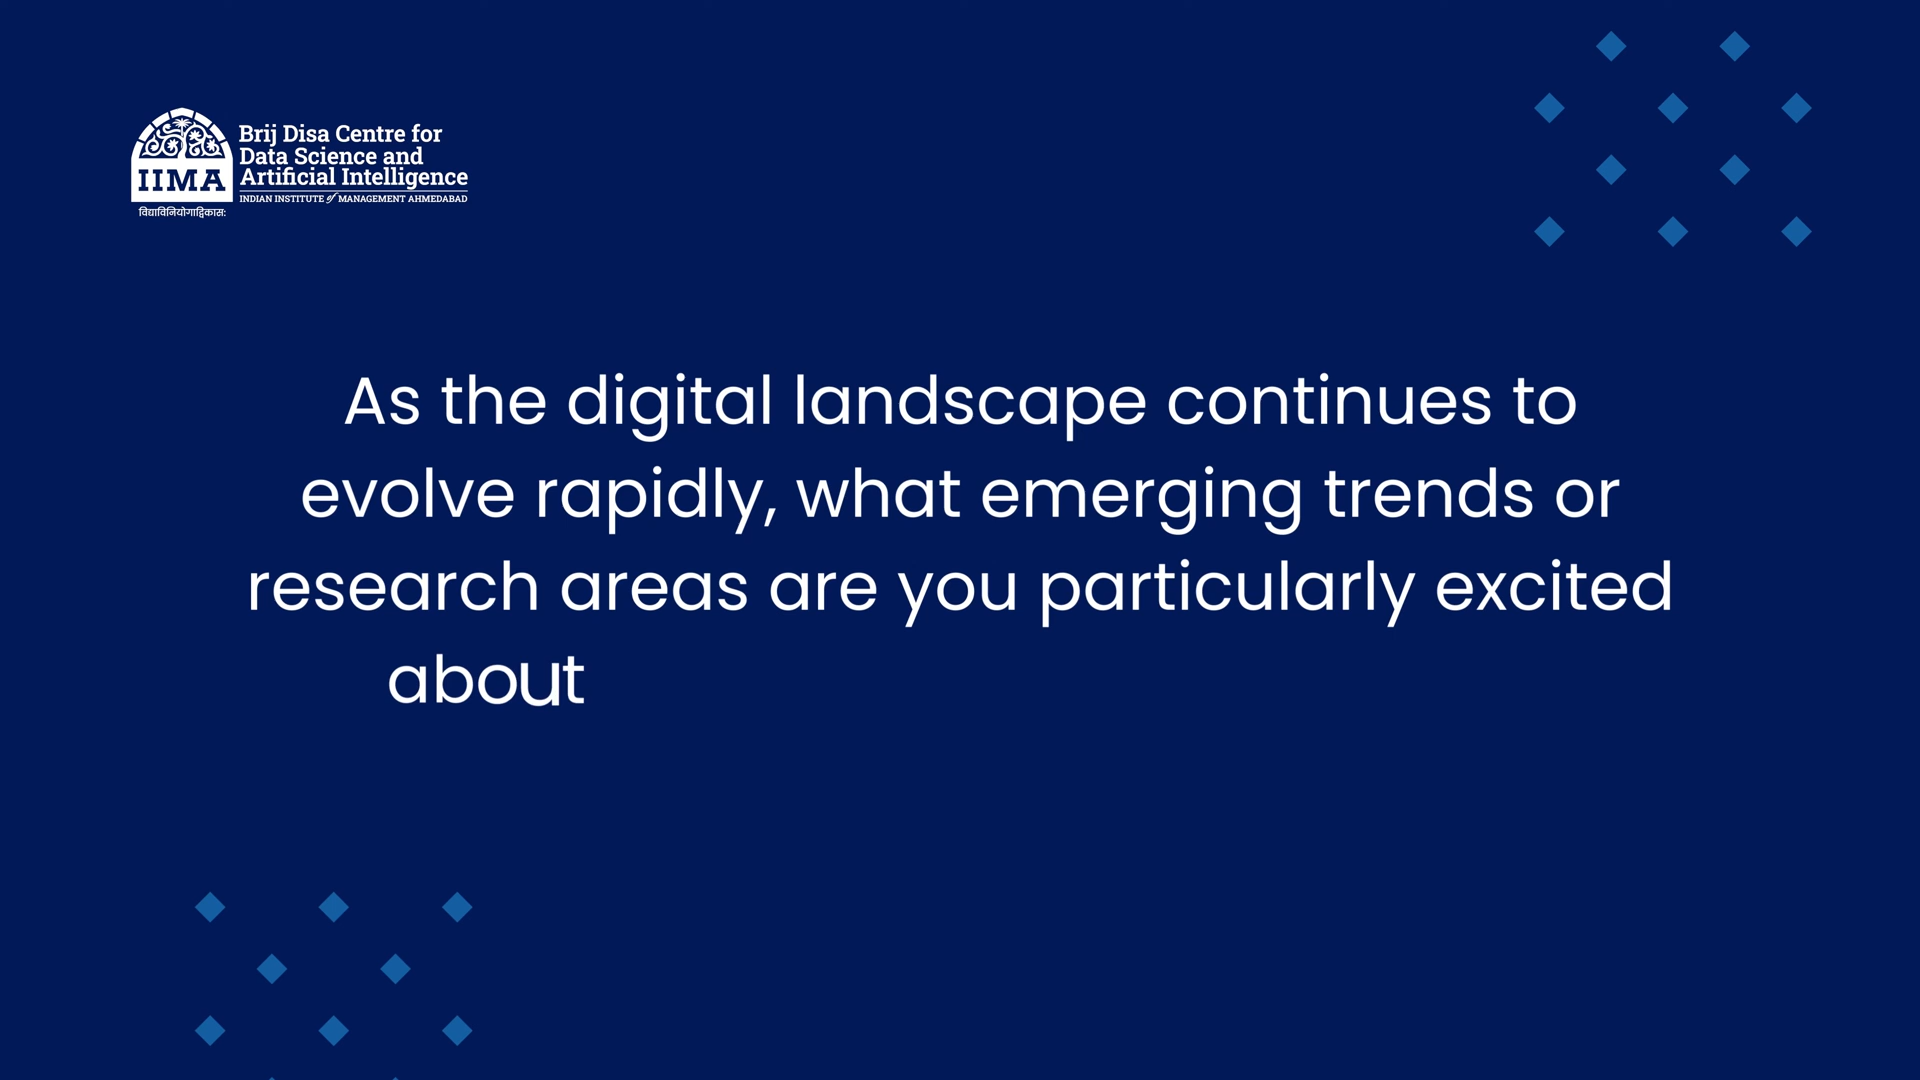 Brij Disa Centre for
Data Science and
Artificial Intelligence
IIMA
INDIAN INSTITUTE of MANAGEMENT AHMEDABAD
विद्याविनियोगाद्विकास:
As the digital landscape continues to
evolve rapidly, what emerging trends or
research areas are you particularly excited
about